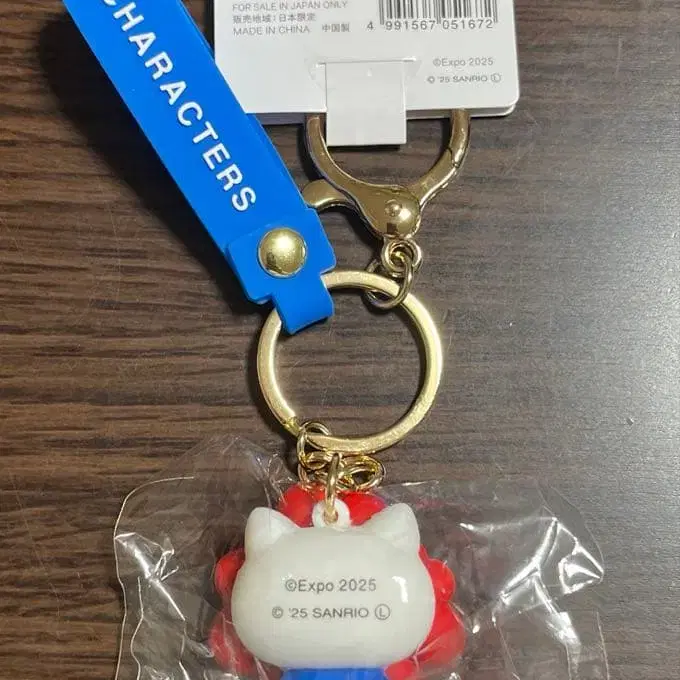 FOR SALE IN JAPAN ONLY
販売地域：日本限定
MADE IN CHINA 中国製
4 991567 051672
©Expo 2025
© '25 SANRIO Ⓛ
CHARACTERS
©Expo 2025
© '25 SANRIO Ⓛ